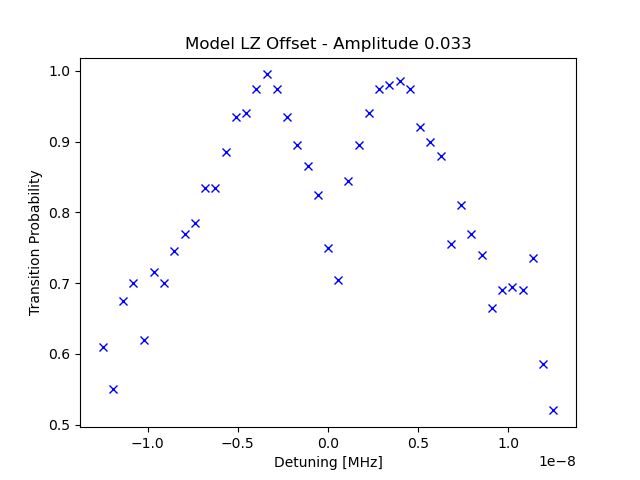 Model LZ Offset - Amplitude 0.033
1.0
0.9
0.8
0.7
0.6
0.5
Transition Probability
−1.0 −0.5 0.0 0.5 1.0
1e−8
Detuning [MHz]